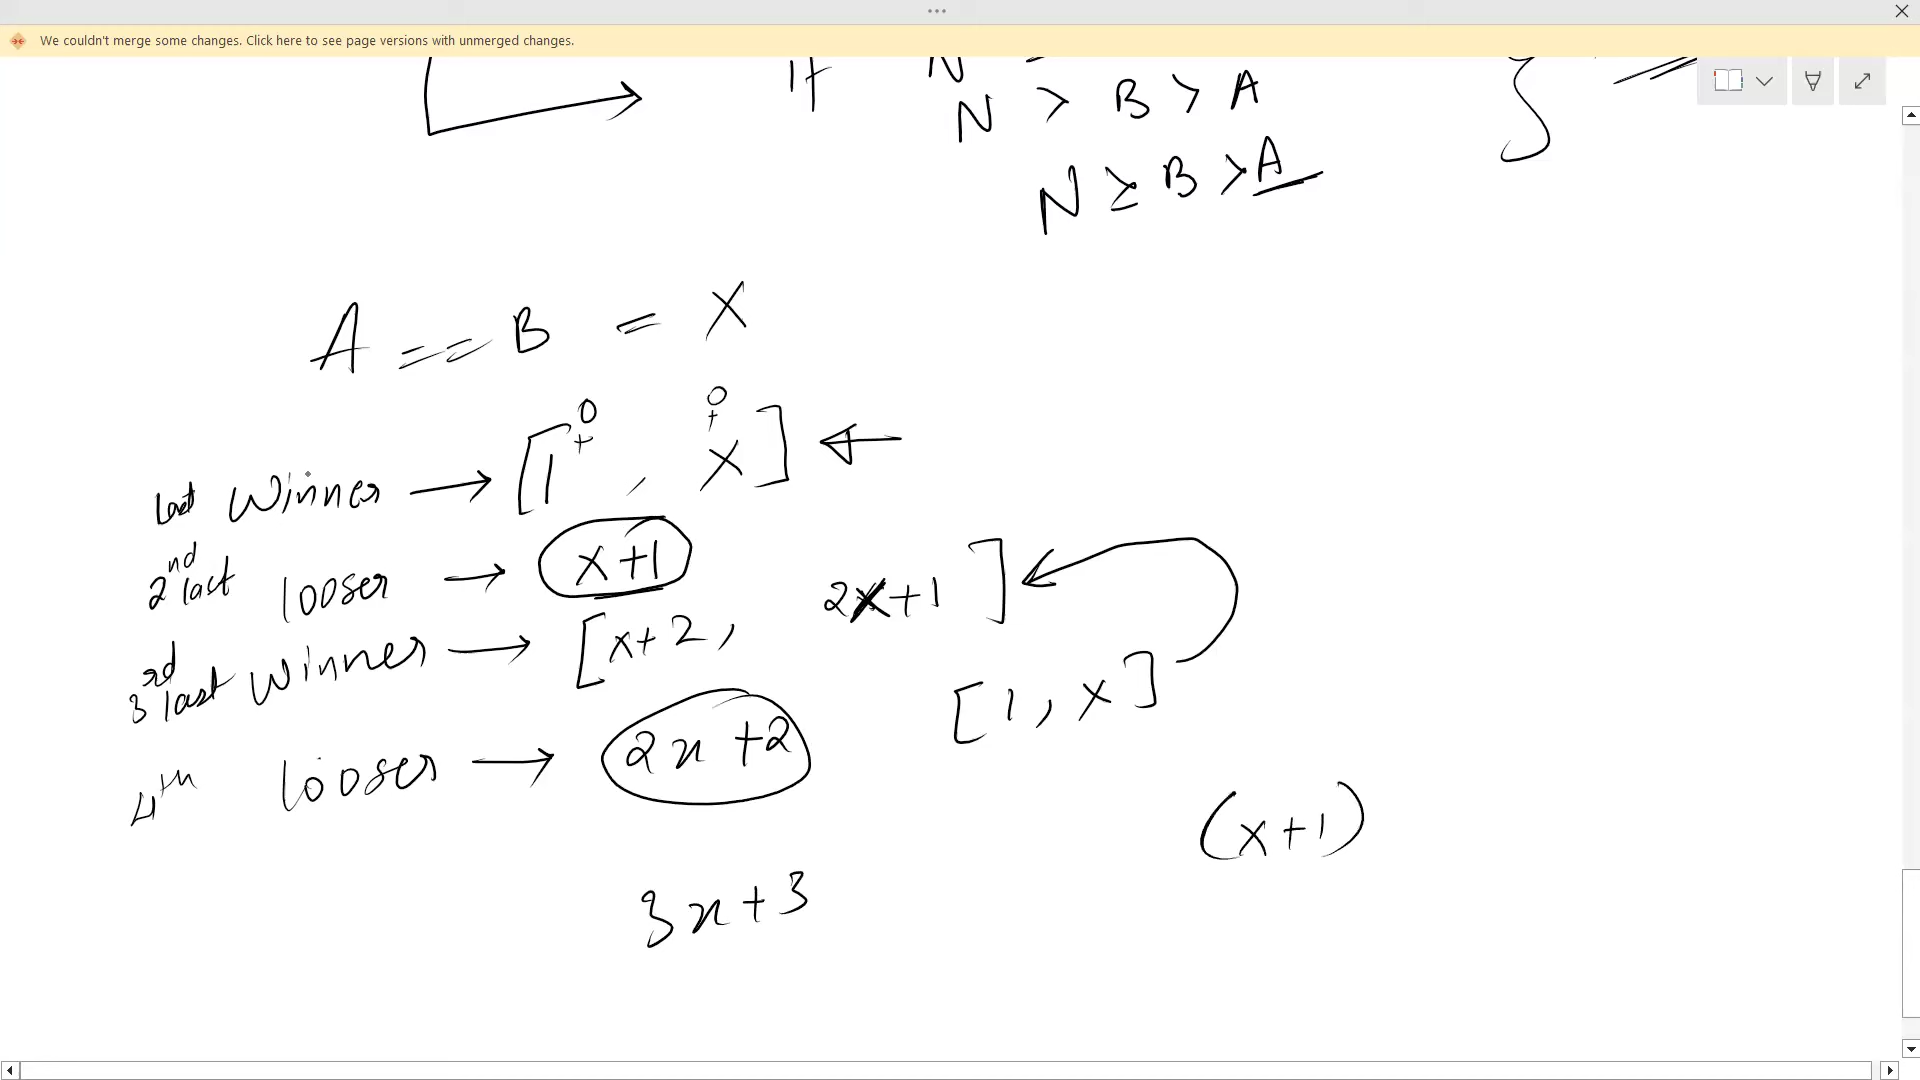 We couldn't merge some changes. Click here to see page versions with unmerged changes.
If N
N > B > A
N ≥ B > A
A == B = X
last Winner → [1+0, X+0] ←
2nd last looser → x+1
3rd last Winner → [x+2, 2x+1]
[1, x]
4th looser → 2x+2
(x+1)
3x+3